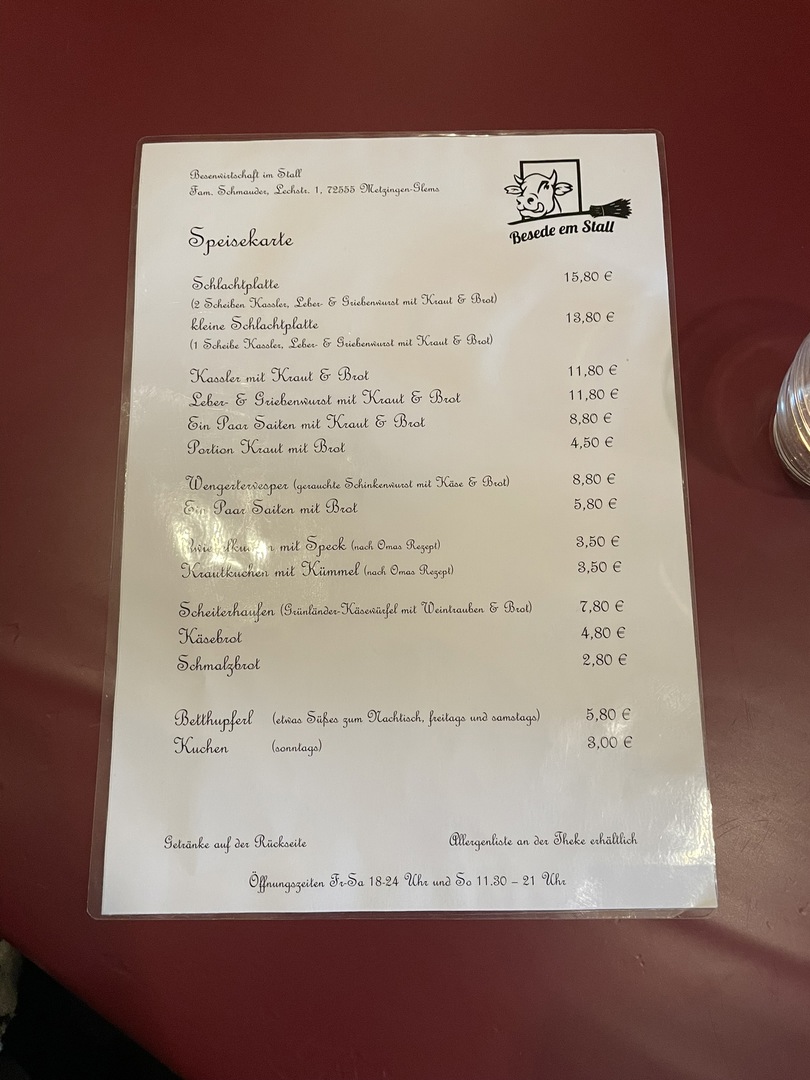 Besenwirtschaft im Stall
Fam. Schmauder, Lechstr. 1, 72555 Metzingen-Glems
Besede em Stall
Speisekarte
Schlachtplatte 15,80 €
(2 Scheiben Kassler, Leber- & Griebenwurst mit Kraut & Brot)
kleine Schlachtplatte 13,80 €
(1 Scheibe Kassler, Leber- & Griebenwurst mit Kraut & Brot)
Kassler mit Kraut & Brot 11,80 €
Leber- & Griebenwurst mit Kraut & Brot 11,80 €
Ein Paar Saiten mit Kraut & Brot 8,80 €
Portion Kraut mit Brot 4,50 €
Wengertervesper (gerauchte Schinkenwurst mit Käse & Brot) 8,80 €
Ein Paar Saiten mit Brot 5,80 €
Zwiebelkuchen mit Speck (nach Omas Rezept) 3,50 €
Krautkuchen mit Kümmel (nach Omas Rezept) 3,50 €
Scheiterhaufen (Grünländer-Käsewürfel mit Weintrauben & Brot) 7,80 €
Käsebrot 4,80 €
Schmalzbrot 2,80 €
Betthupferl (etwas Süßes zum Nachtisch, freitags und samstags) 5,80 €
Kuchen (sonntags) 3,00 €
Getränke auf der Rückseite Allergenliste an der Theke erhältlich
Öffnungszeiten Fr-Sa 18-24 Uhr und So 11.30 – 21 Uhr